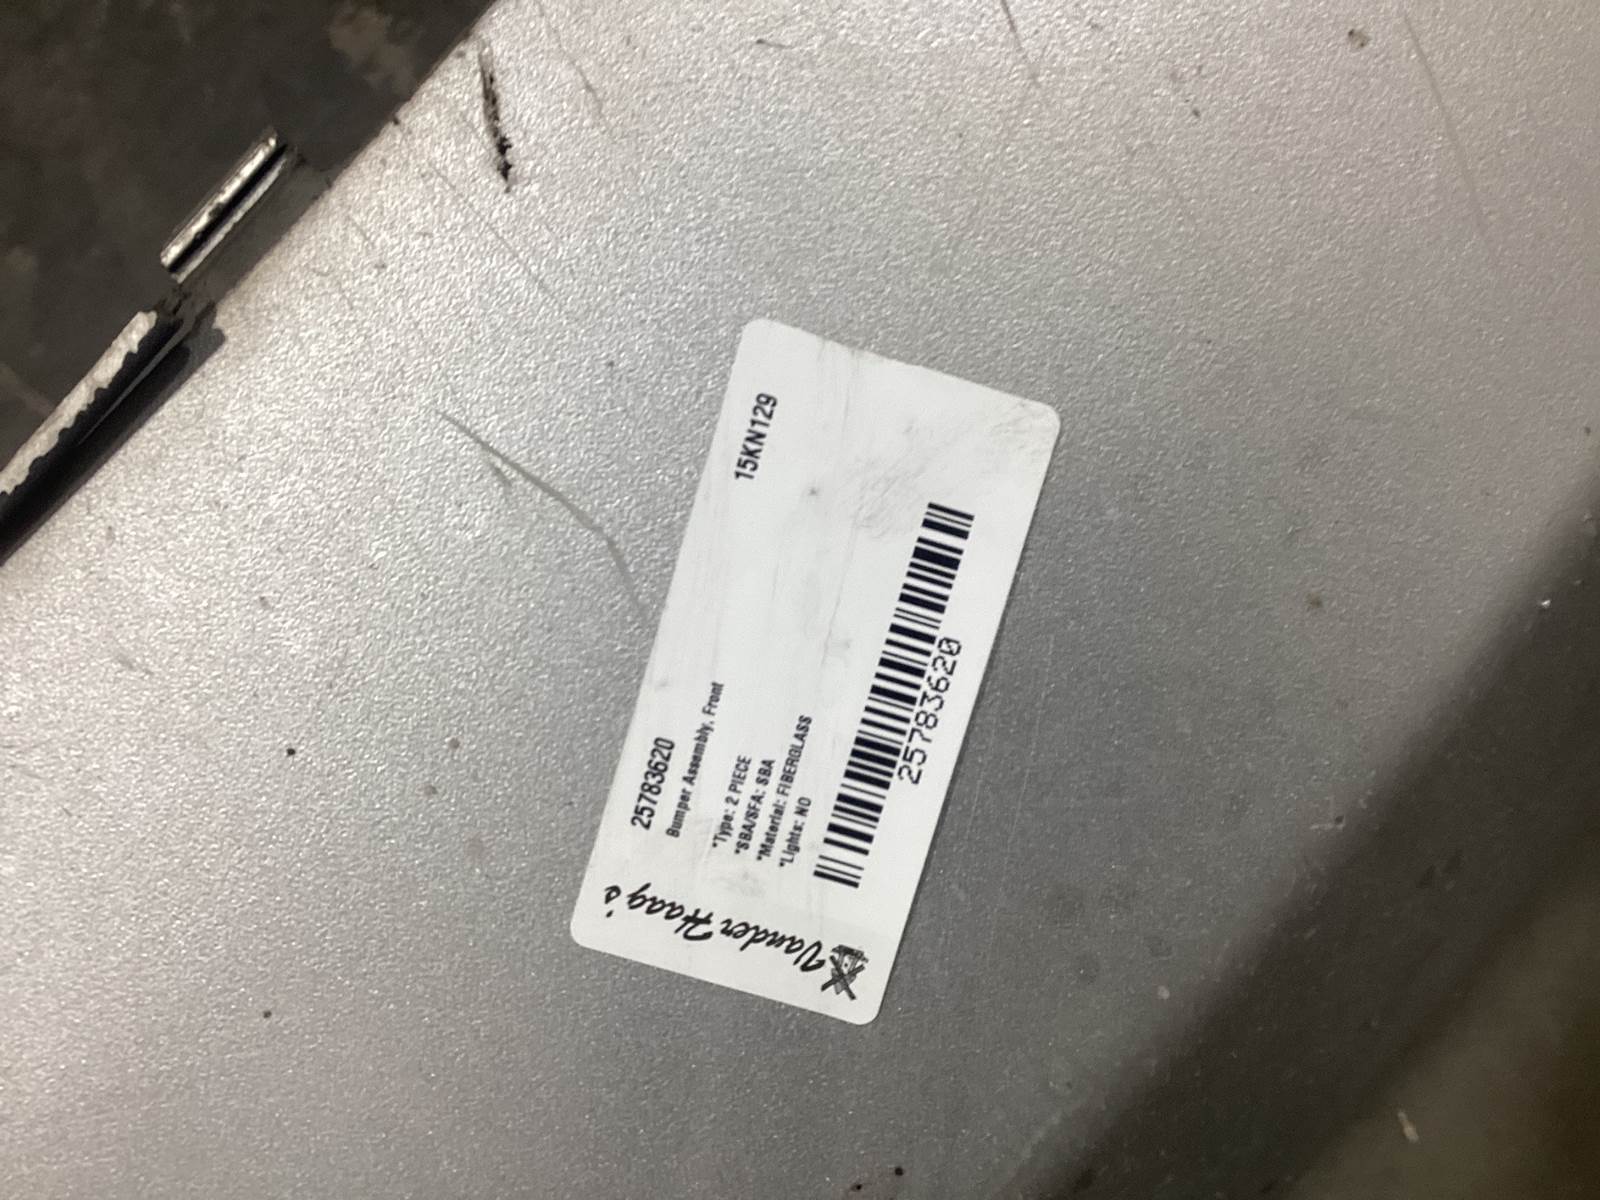 Vander Haag's
25783620
15KN129
Bumper Assembly, Front
*Type: 2 PIECE
*SBA/SFA: SBA
*Material: FIBERGLASS
*Lights: NO
25783620